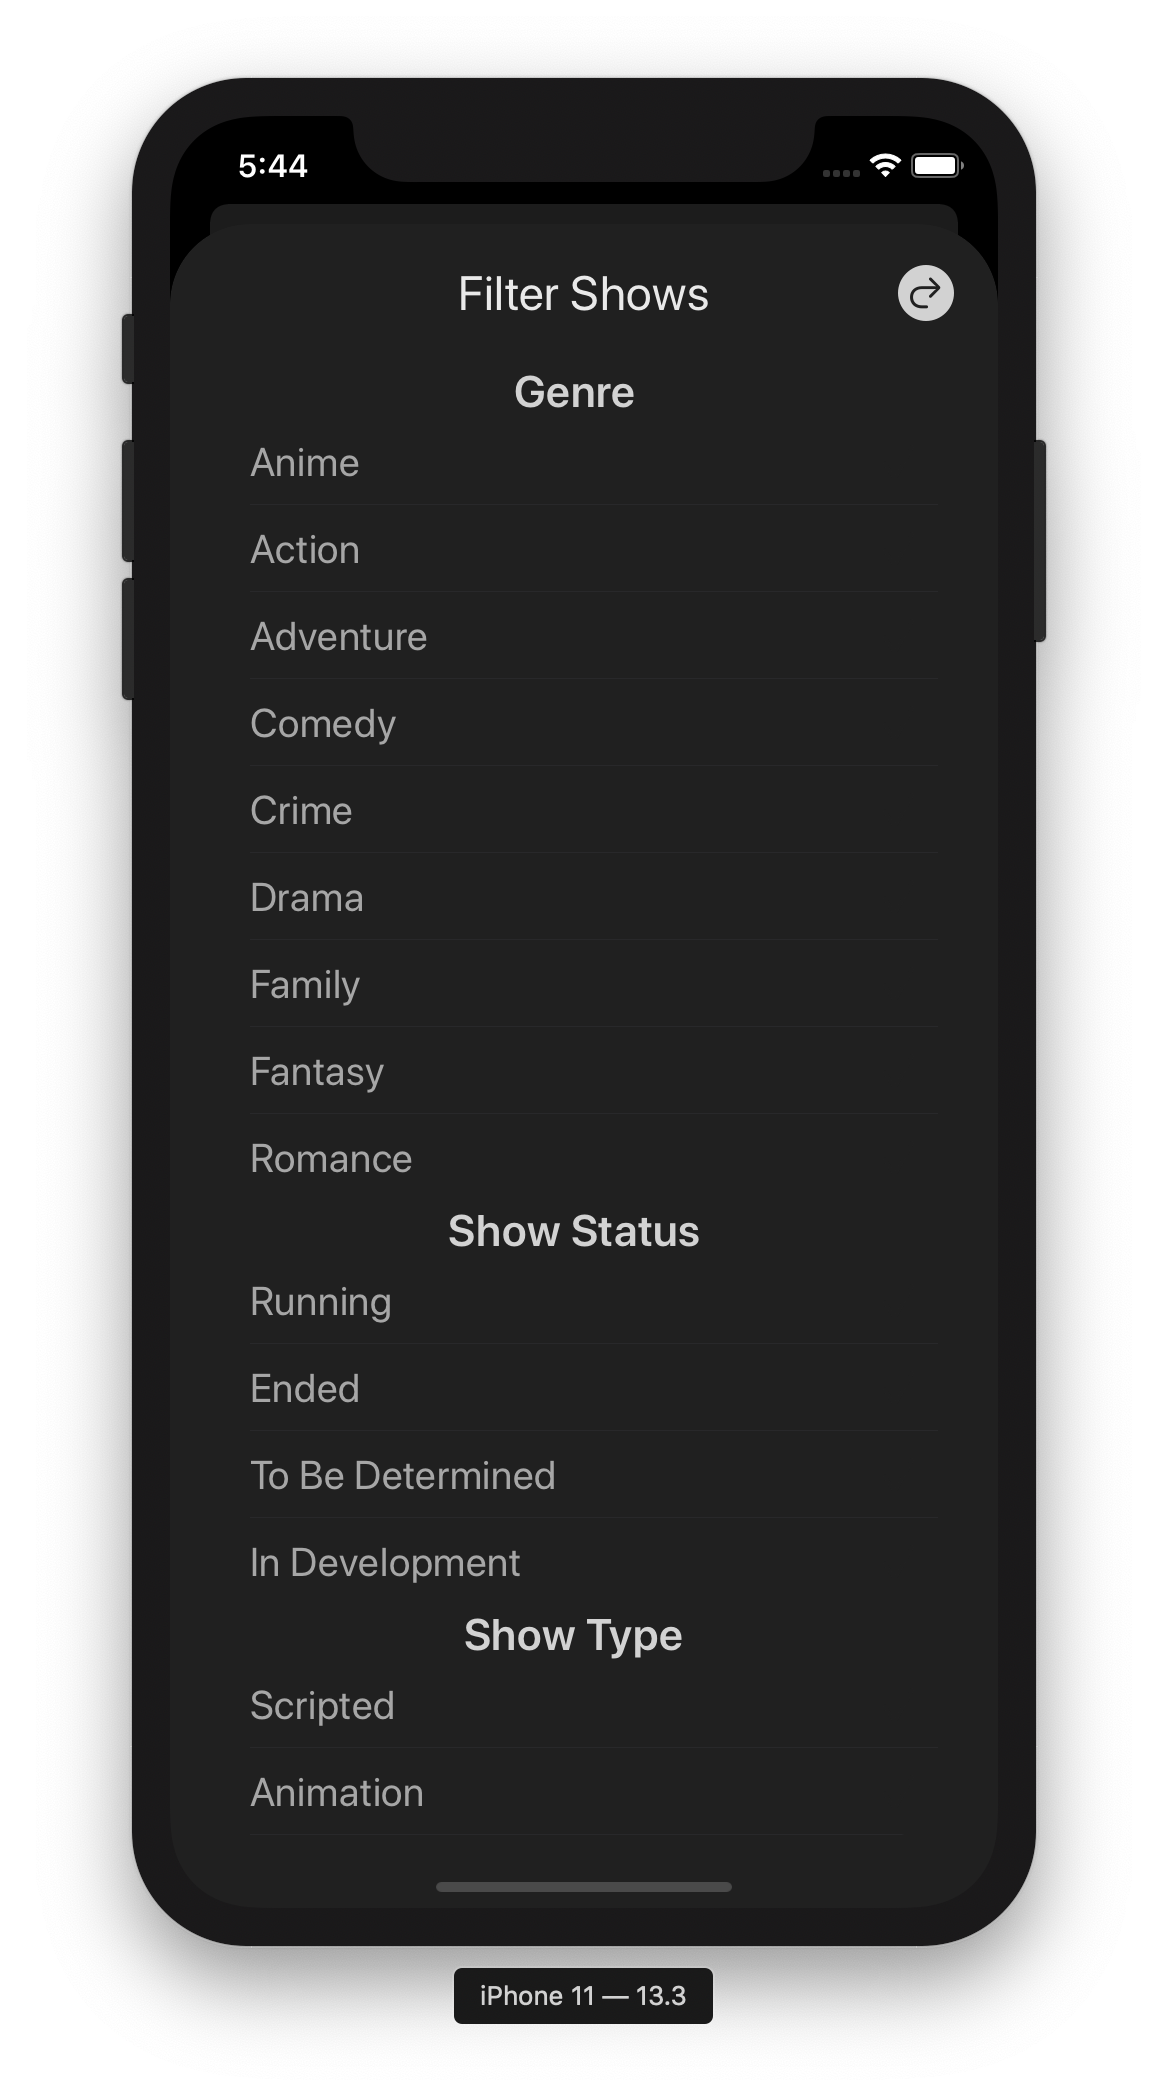 5:44
Filter Shows
Genre
Anime
Action
Adventure
Comedy
Crime
Drama
Family
Fantasy
Romance
Show Status
Running
Ended
To Be Determined
In Development
Show Type
Scripted
Animation
iPhone 11 — 13.3